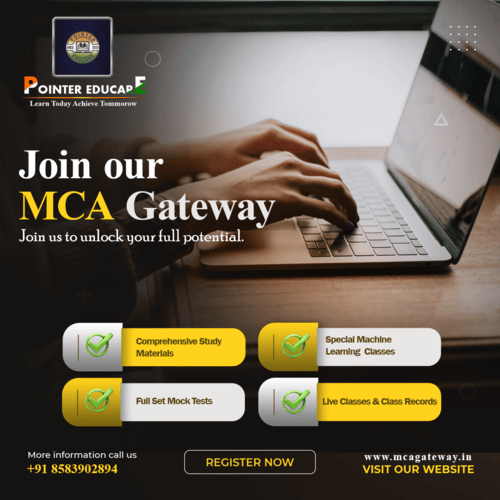 POINTER
POINTER EDUCAPE
Learn Today Achieve Tommorow
Join our
MCA Gateway
Join us to unlock your full potential.
Comprehensive Study
Materials
Special Machine
Learning Classes
Full Set Mock Tests
Live Classes & Class Records
More information call us
+91 8583902894
REGISTER NOW
www.mcagateway.in
VISIT OUR WEBSITE